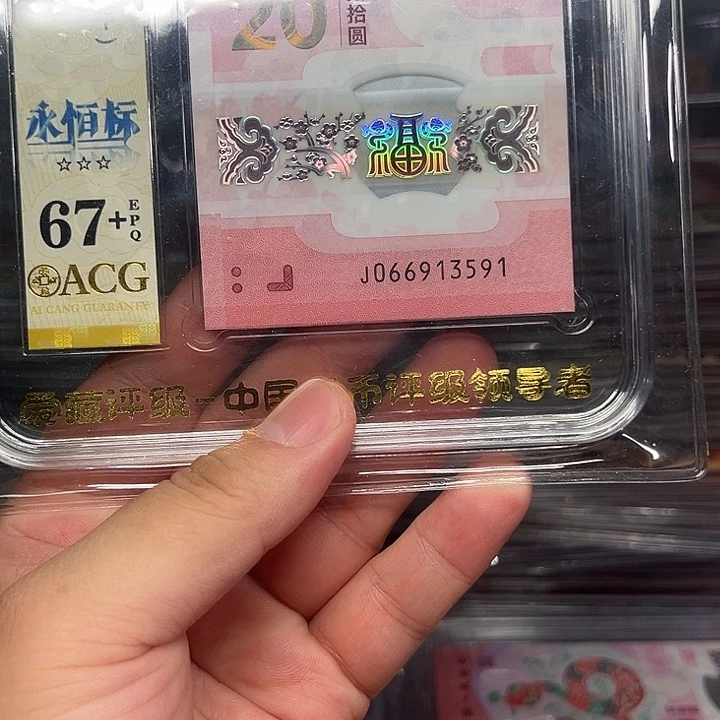 20
拾圆
永恒标
☆☆☆
67+
EPQ
ACG
AI CANG GUARANTY
福
J066913591
爱藏评级-中国
币评级领导者